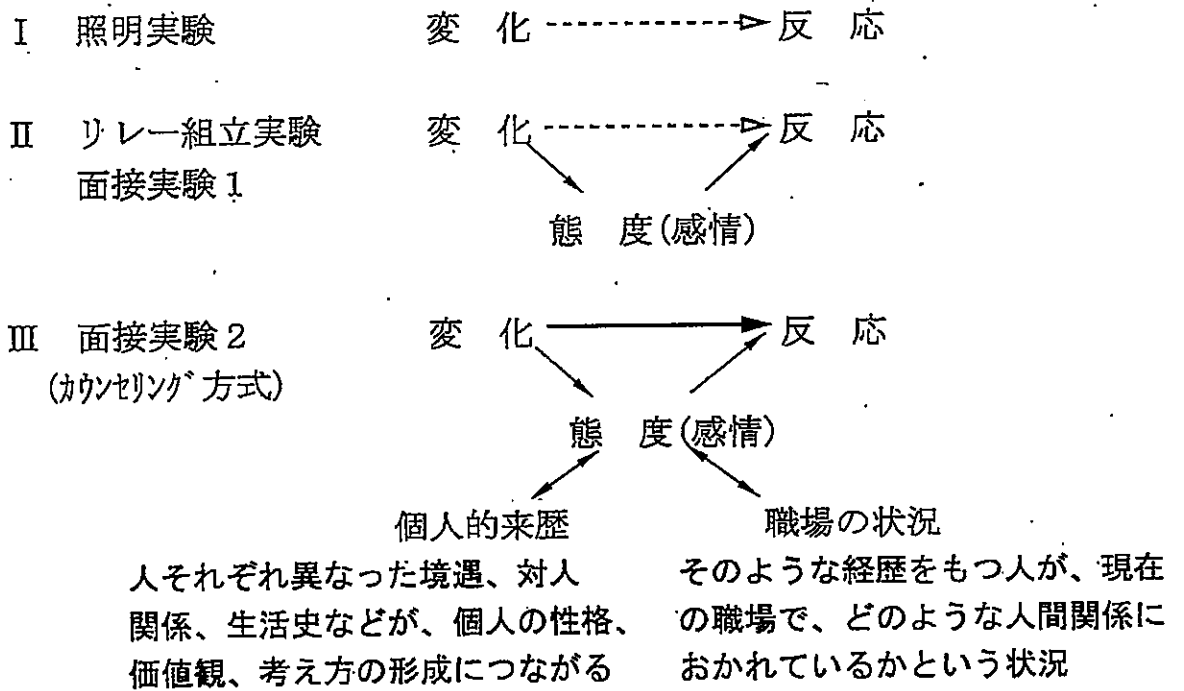 Ⅰ 照明実験 変 化 反 応
Ⅱ リレー組立実験 変 化 反 応
面接実験1
態 度(感情)
Ⅲ 面接実験2 変 化 反 応
(ｶｳﾝｾﾘﾝｸﾞ方式)
態 度(感情)
個人的来歴 職場の状況
人それぞれ異なった境遇、対人
関係、生活史などが、個人の性格、
価値観、考え方の形成につながる
そのような経歴をもつ人が、現在
の職場で、どのような人間関係に
おかれているかという状況